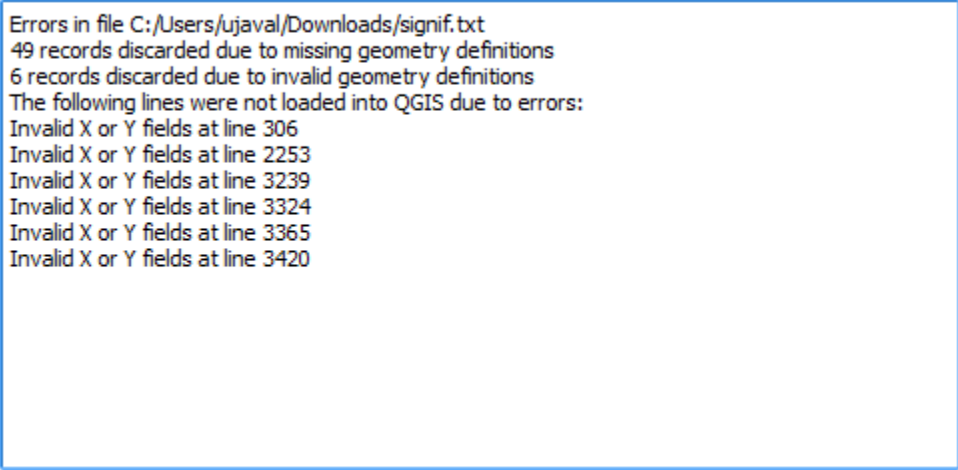 Errors in file C:/Users/ujaval/Downloads/signif.txt
49 records discarded due to missing geometry definitions
6 records discarded due to invalid geometry definitions
The following lines were not loaded into QGIS due to errors:
Invalid X or Y fields at line 306
Invalid X or Y fields at line 2253
Invalid X or Y fields at line 3239
Invalid X or Y fields at line 3324
Invalid X or Y fields at line 3365
Invalid X or Y fields at line 3420